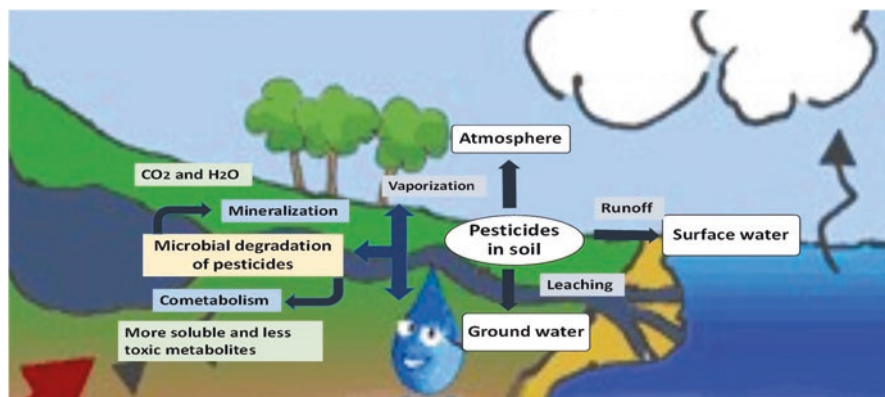 Atmosphere
CO2 and H2O
Vaporization
Mineralization
Runoff
Pesticides
in soil
Surface water
Microbial degradation
of pesticides
Leaching
Cometabolism
Ground water
More soluble and less
toxic metabolites